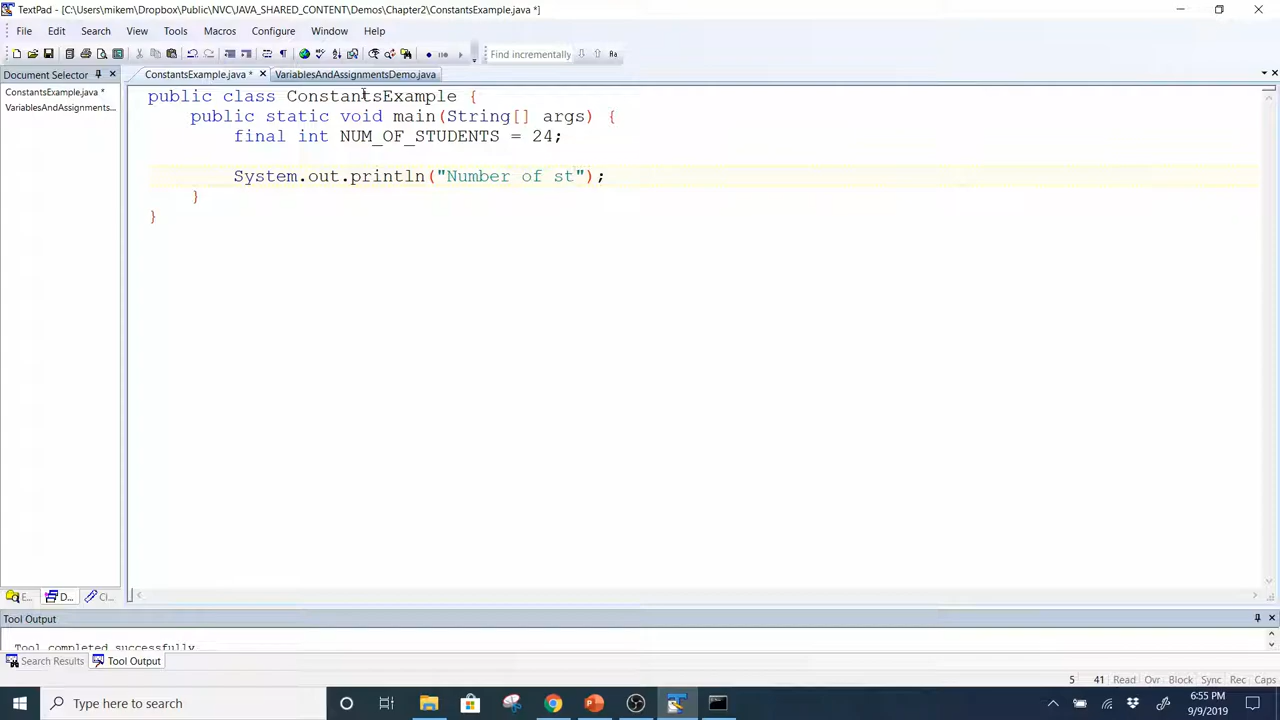 TextPad - [C:\Users\mikem\Dropbox\Public\NVC\JAVA_SHARED_CONTENT\Demos\Chapter2\ConstantsExample.java *]
File Edit Search View Tools Macros Configure Window Help
Find incrementally Aa
Document Selector
ConstantsExample.java *
VariablesAndAssignments...
ConstantsExample.java * VariablesAndAssignmentsDemo.java
public class ConstantsExample {
public static void main(String[] args) {
final int NUM_OF_STUDENTS = 24;
System.out.println("Number of st");
}
}
E... D... Cl...
Tool Output
Tool completed successfully
Search Results Tool Output
5 41 Read Ovr Block Sync Rec Caps
Type here to search
6:55 PM
9/9/2019